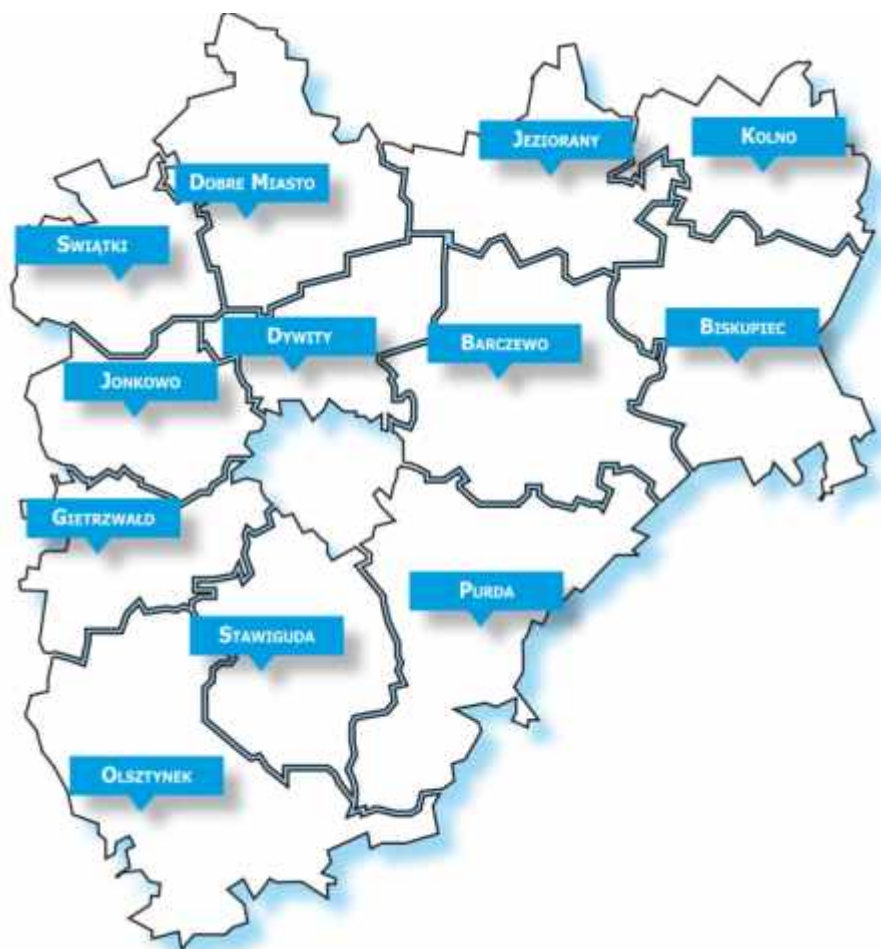 Jeziorany
Kolno
Dobre Miasto
Świątki
Dywity
Barczewo
Biskupiec
Jonkowo
Gietrzwałd
Purda
Stawiguda
Olsztynek